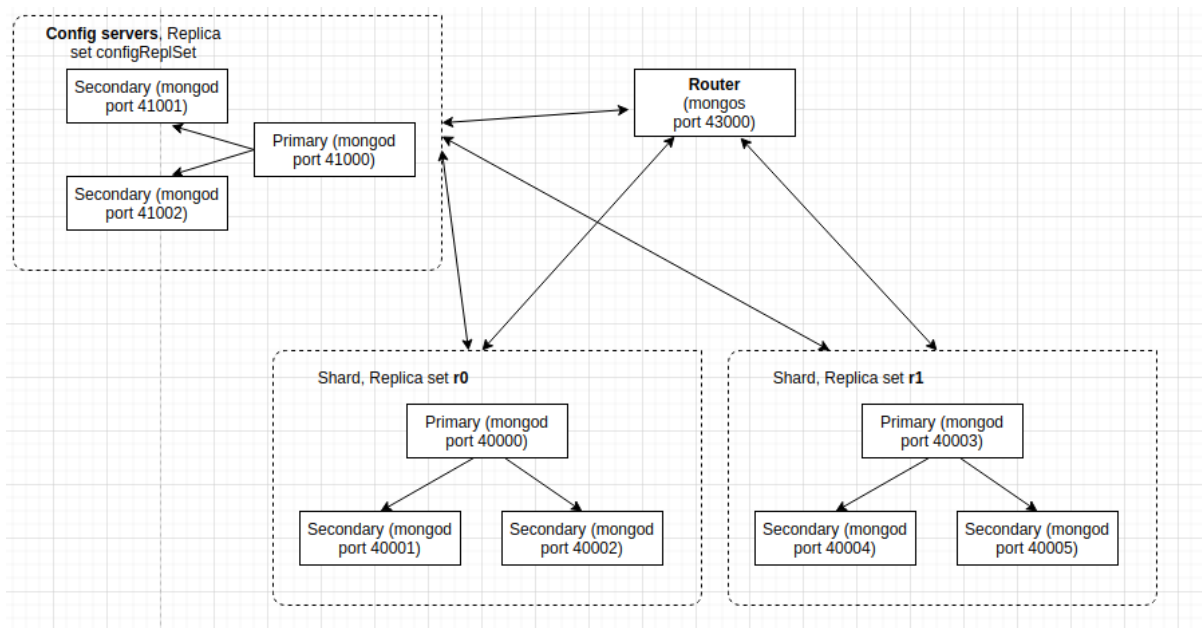 Config servers, Replica
set configReplSet
Secondary (mongod
port 41001)
Primary (mongod
port 41000)
Secondary (mongod
port 41002)
Router
(mongos
port 43000)
Shard, Replica set r0
Primary (mongod
port 40000)
Secondary (mongod
port 40001)
Secondary (mongod
port 40002)
Shard, Replica set r1
Primary (mongod
port 40003)
Secondary (mongod
port 40004)
Secondary (mongod
port 40005)